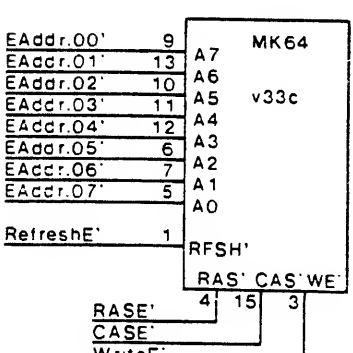 EAddr.00' 9 MK64
EAddr.01' 13 A7
EAddr.02' 10 A6
EAddr.03' 11 A5 v33c
EAddr.04' 12 A4
EAddr.05' 6 A3
EAddr.06' 7 A2
EAddr.07' 5 A1
A0
RefreshE' 1 RFSH'
RAS' CAS' WE'
RASE' 4 15 3
CASE'
WriteE'